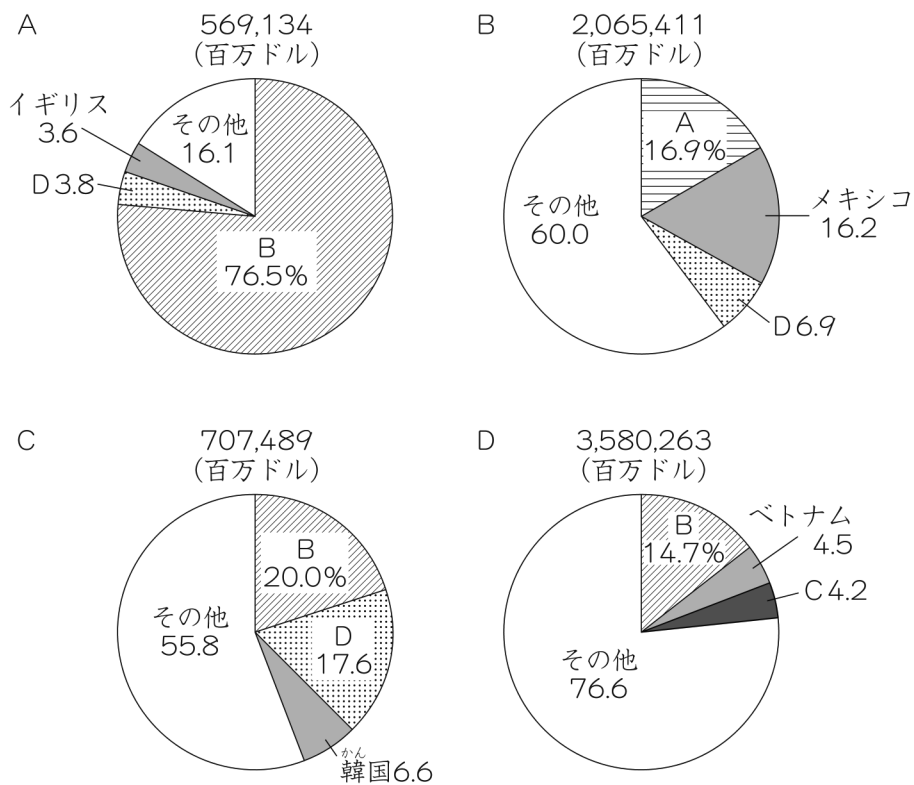 A
569,134
(百万ドル)
イギリス
3.6
その他
16.1
D3.8
B
76.5%
B
2,065,411
(百万ドル)
A
16.9%
メキシコ
16.2
その他
60.0
D6.9
C
707,489
(百万ドル)
B
20.0%
その他
55.8
D
17.6
かん
韓国6.6
D
3,580,263
(百万ドル)
B
14.7%
ベトナム
4.5
C4.2
その他
76.6